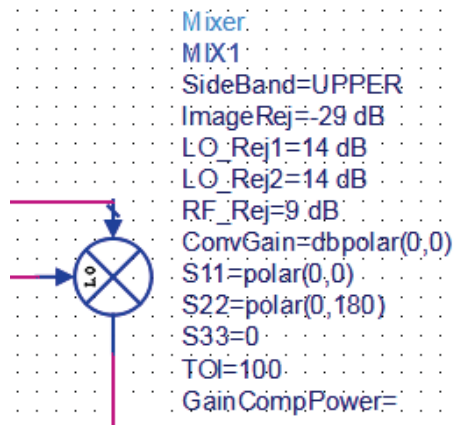 Mixer
MIX1
SideBand=UPPER
ImageRej=-29 dB
LO_Rej1=14 dB
LO_Rej2=14 dB
RF_Rej=9 dB
ConvGain=dbpolar(0,0)
S11=polar(0,0)
S22=polar(0,180)
S33=0
TOI=100
GainCompPower=
LO